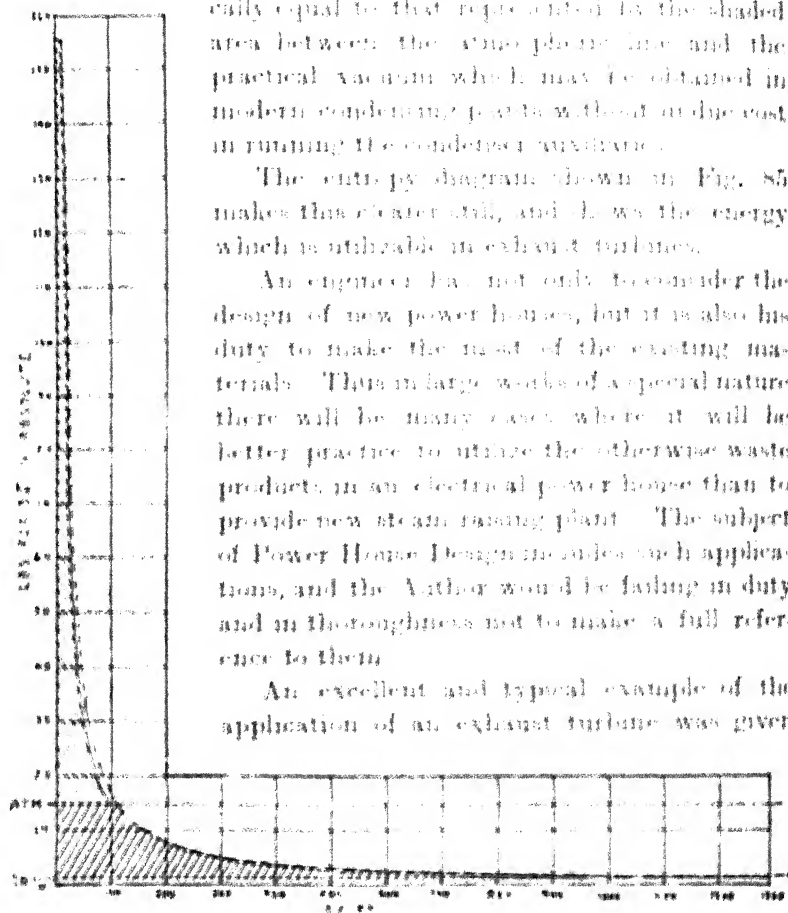 cally equal to that represented by the shaded
area between the atmospheric line and the
practical vacuum which may be obtained in
modern condensing plants without undue cost
in running the condenser auxiliaries.
The entropy diagram shown in Fig. 85
makes this clearer still, and shows the energy
which is utilizable in exhaust turbines.
An engineer has not only to consider the
design of new power houses, but it is also his
duty to make the most of the existing ma-
terials. Thus in large works of a special nature
there will be many cases where it will be
better practice to utilize the otherwise waste
products in an electrical power house than to
provide new steam raising plant. The subject
of Power House Design includes such applica-
tions, and the Author would be failing in duty
and in thoroughness not to make a full refer-
ence to them.
An excellent and typical example of the
application of an exhaust turbine was given
ABSOLUTE
20
ATM
10